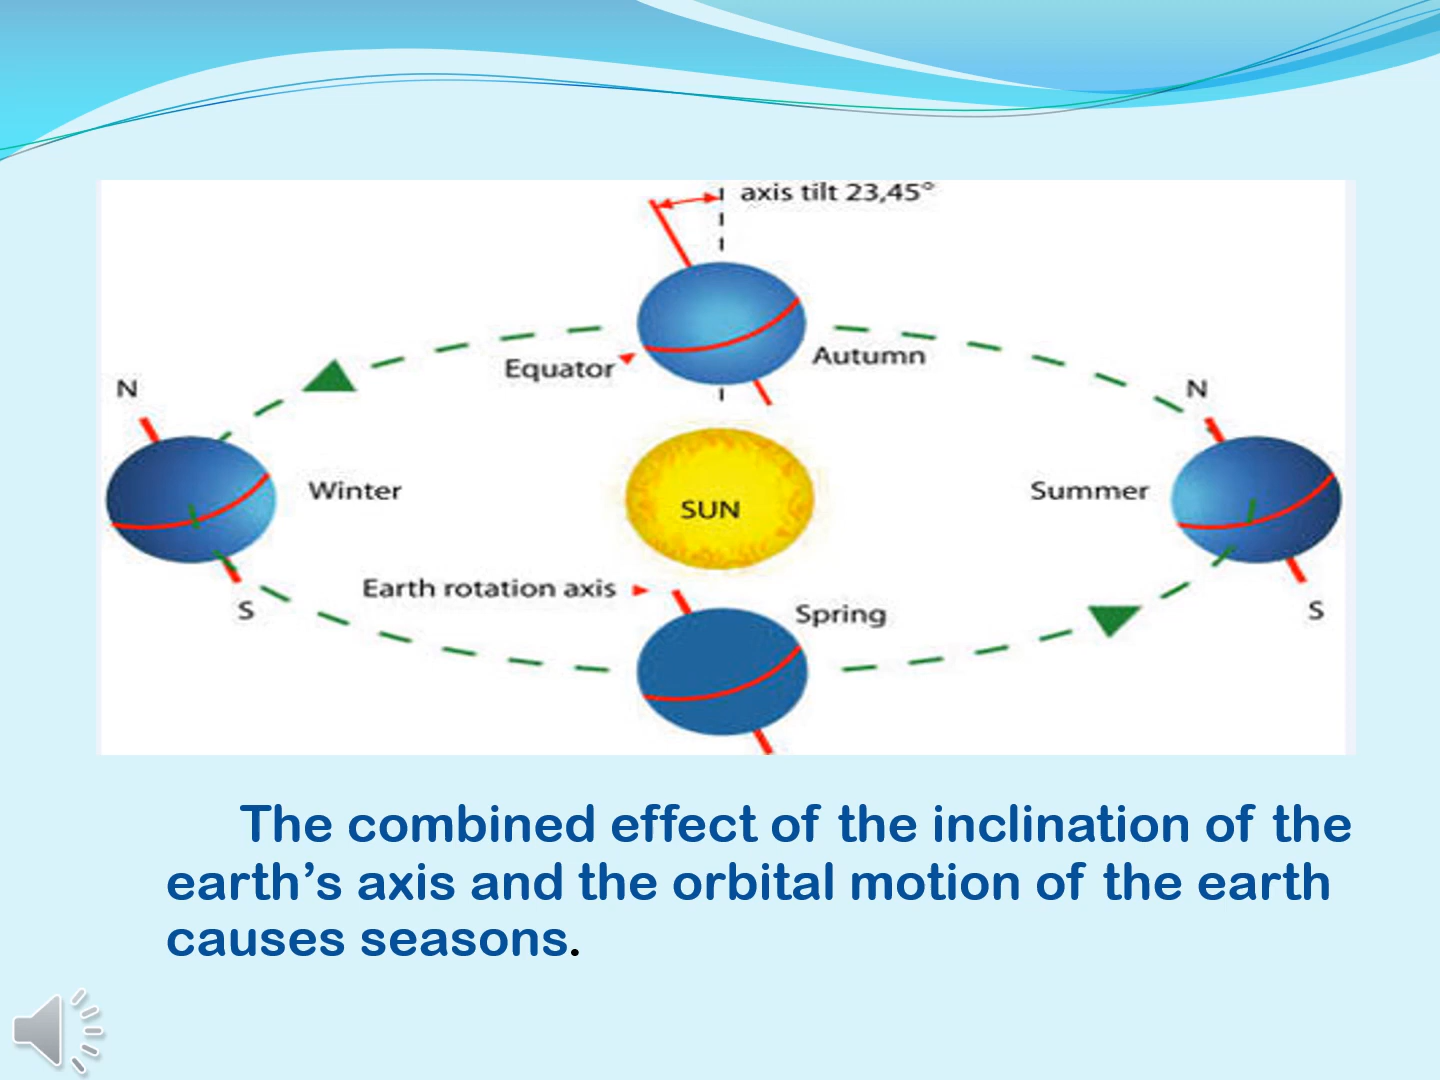 axis tilt 23,45°
Equator
Autumn
N
N
Winter
Summer
SUN
Earth rotation axis
Spring
S
S
The combined effect of the inclination of the
earth’s axis and the orbital motion of the earth
causes seasons.